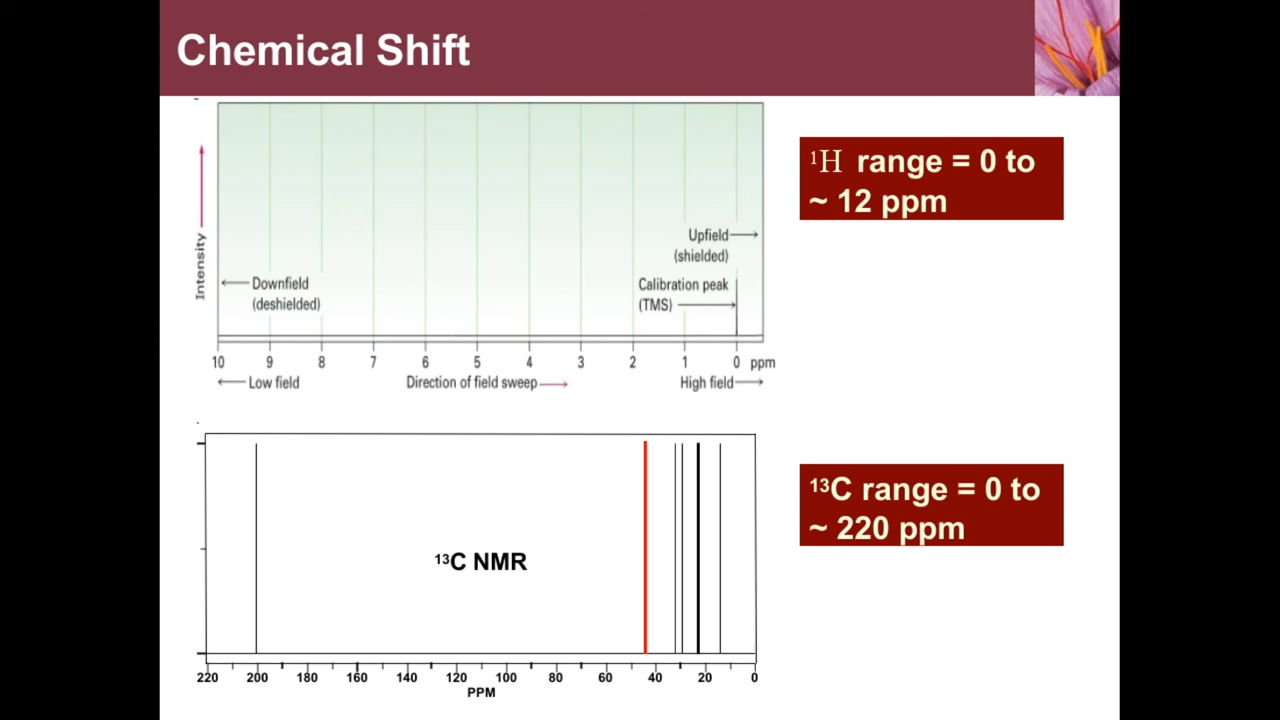 Chemical Shift
Intensity
Upfield
(shielded)
Downfield
(deshielded)
Calibration peak
(TMS)
10 9 8 7 6 5 4 3 2 1 0 ppm
Low field Direction of field sweep High field
¹H range = 0 to
~ 12 ppm
¹³C NMR
220 200 180 160 140 120 100 80 60 40 20 0
PPM
¹³C range = 0 to
~ 220 ppm